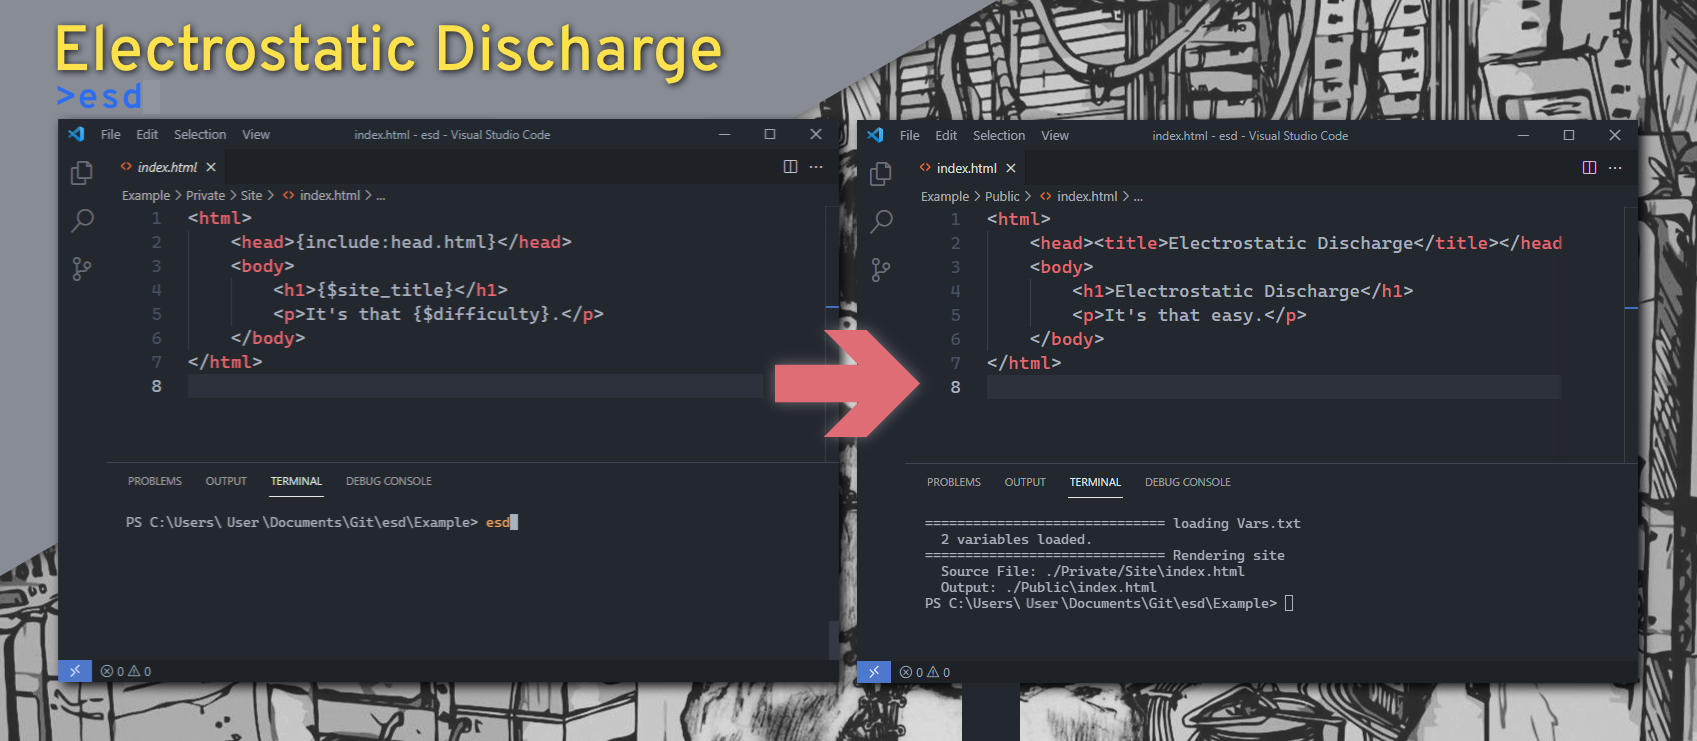 Electrostatic Discharge
>esd
File Edit Selection View index.html - esd - Visual Studio Code
index.html
Example > Private > Site > index.html > ...
1 <html>
2 <head>{include:head.html}</head>
3 <body>
4 <h1>{$site_title}</h1>
5 <p>It's that {$difficulty}.</p>
6 </body>
7 </html>
8
PROBLEMS OUTPUT TERMINAL DEBUG CONSOLE
PS C:\Users\ User \Documents\Git\esd\Example> esd
0 0
File Edit Selection View index.html - esd - Visual Studio Code
index.html
Example > Public > index.html > ...
1 <html>
2 <head><title>Electrostatic Discharge</title></head
3 <body>
4 <h1>Electrostatic Discharge</h1>
5 <p>It's that easy.</p>
6 </body>
7 </html>
8
PROBLEMS OUTPUT TERMINAL DEBUG CONSOLE
============================== loading Vars.txt
2 variables loaded.
============================== Rendering site
Source File: ./Private/Site\index.html
Output: ./Public\index.html
PS C:\Users\ User \Documents\Git\esd\Example>
0 0